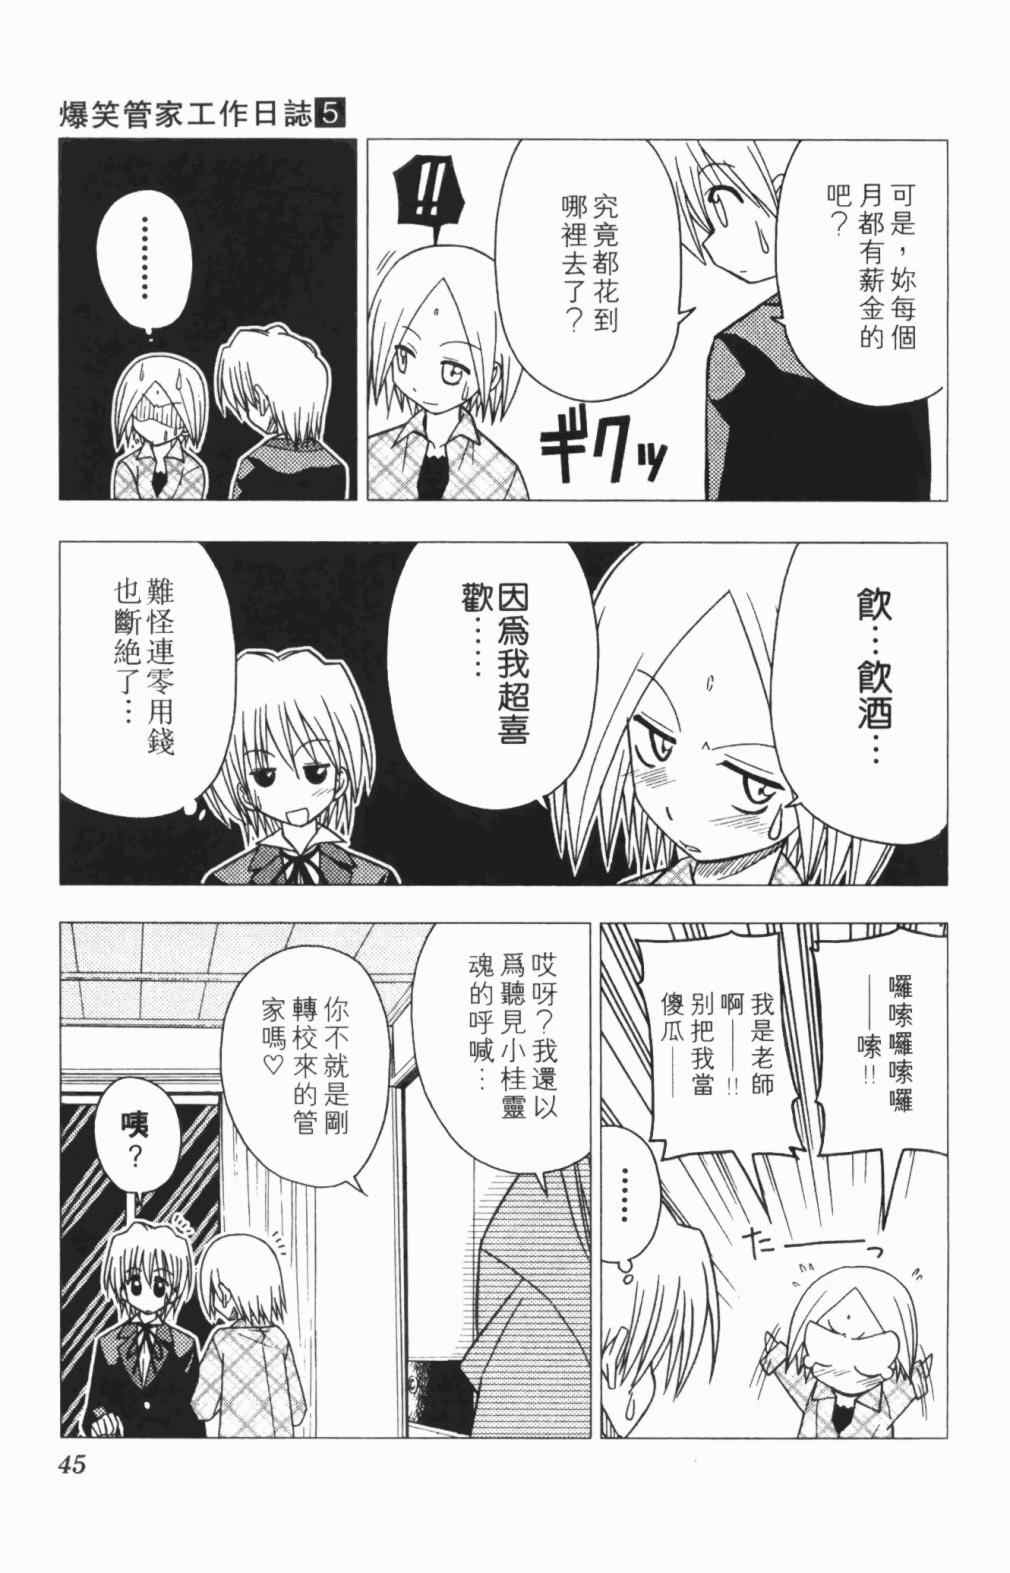 爆笑管家工作日誌5
可是，妳每個
月都有薪金的
吧？
究竟都花到
哪裡去了？
!!
ギクッ
………
飲…飲酒…
因爲我超喜
歡……
難怪連零用錢
也斷絕了…
囉嗦囉嗦囉
——嗦!!
我是老師
啊——!!
別把我當
傻瓜——
……
たーーっ
哎呀？我還以
爲聽見小桂靈
魂的呼喊…
你不就是剛
轉校來的管
家嗎♡
咦？
45